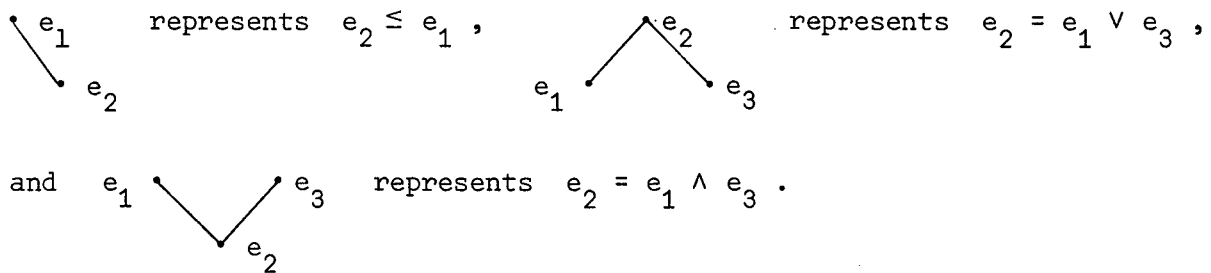 e₁ represents e₂ ≤ e₁ , e₂ represents e₂ = e₁ ∨ e₃ ,
e₂ e₁ e₃
and e₁ e₃ represents e₂ = e₁ ∧ e₃ .
e₂